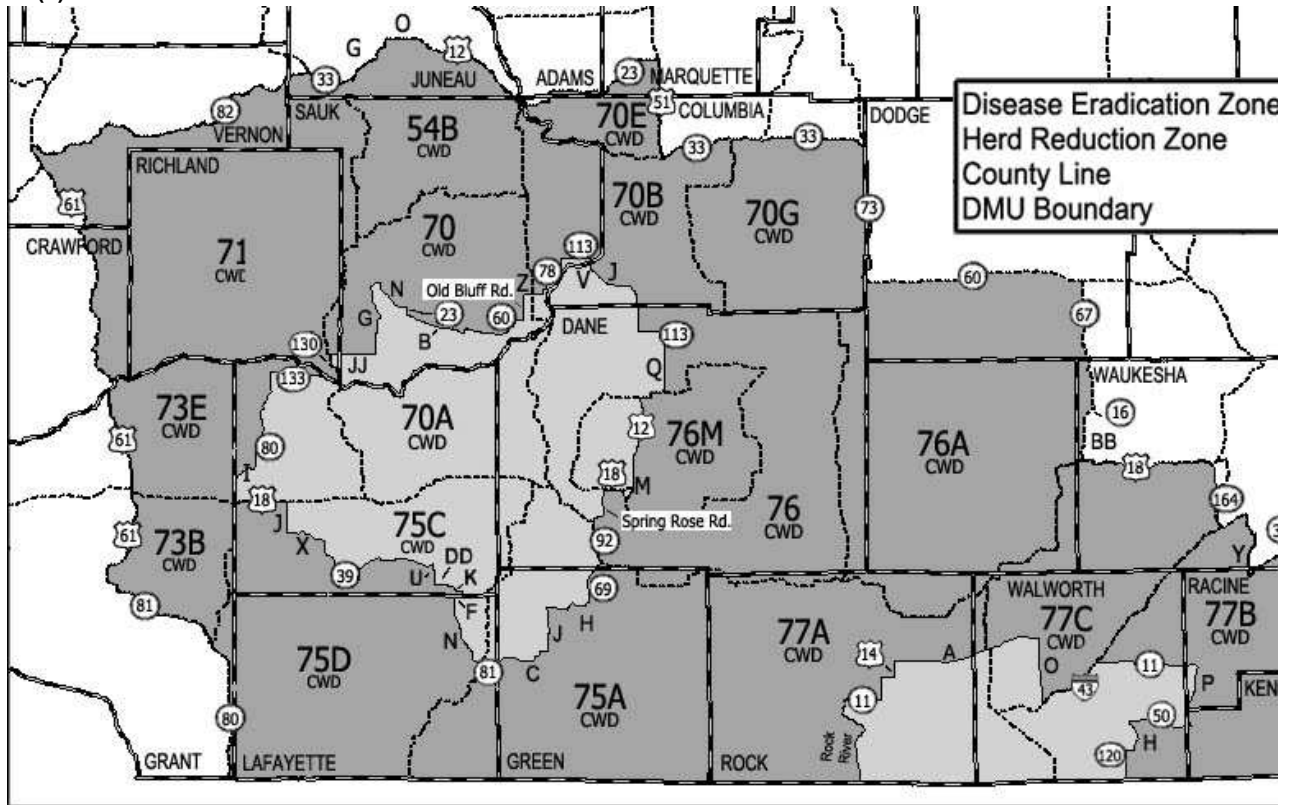 G
O
12
33
JUNEAU
ADAMS
23
MARQUETTE
82
VERNON
SAUK
54B
CWD
70E
CWD
51
COLUMBIA
DODGE
33
33
Disease Eradication Zone
Herd Reduction Zone
County Line
DMU Boundary
RICHLAND
61
CRAWFORD
71
70
CWD
70B
CWD
70G
CWD
73
113
78
V
J
Z
60
N
Old Bluff Rd.
23
60
G
B
DANE
67
113
130
JJ
133
Q
WAUKESHA
73E
CWD
70A
CWD
12
76M
CWD
76A
CWD
16
BB
61
80
I
18
18
M
18
164
Spring Rose Rd.
76
CWD
61
73B
CWD
J
X
75C
CWD
92
DD
39
U
K
Y
3
81
F
69
H
WALWORTH
RACINE
77C
CWD
77B
CWD
N
J
75D
CWD
77A
CWD
14
A
O
11
81
C
75A
CWD
11
43
P
KEN
80
Rock
River
50
H
120
GRANT
LAFAYETTE
GREEN
ROCK